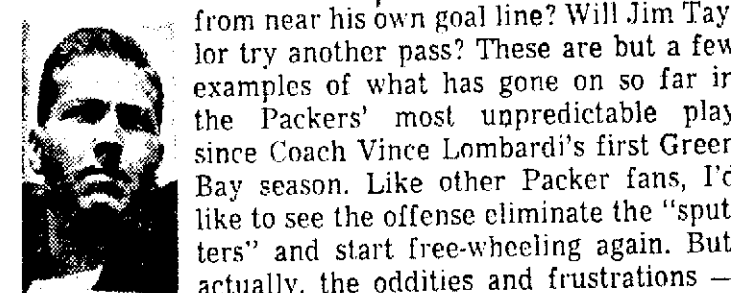 from near his own goal line? Will Jim Tay
lor try another pass? These are but a few
examples of what has gone on so far in
the Packers' most unpredictable play
since Coach Vince Lombardi's first Green
Bay season. Like other Packer fans, I'd
like to see the offense eliminate the "sput
ters" and start free-wheeling again. But
actually, the oddities and frustrations —